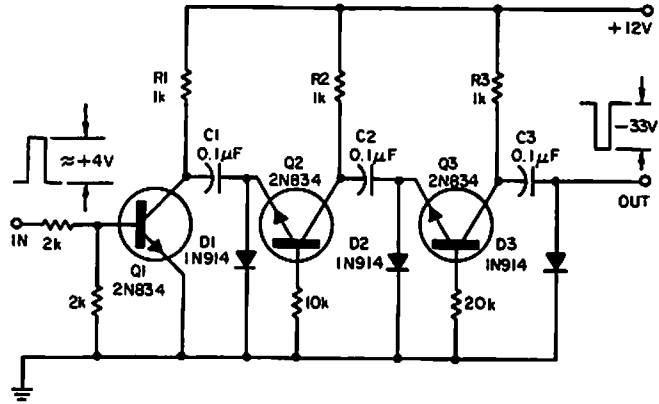 +12V
R1
1k
R2
1k
R3
1k
≈+4V
C1
0.1μF
Q2
2N834
C2
0.1μF
Q3
2N834
C3
0.1μF
-33V
IN
2k
Q1
2N834
2k
D1
1N914
10k
D2
1N914
20k
D3
1N914
OUT